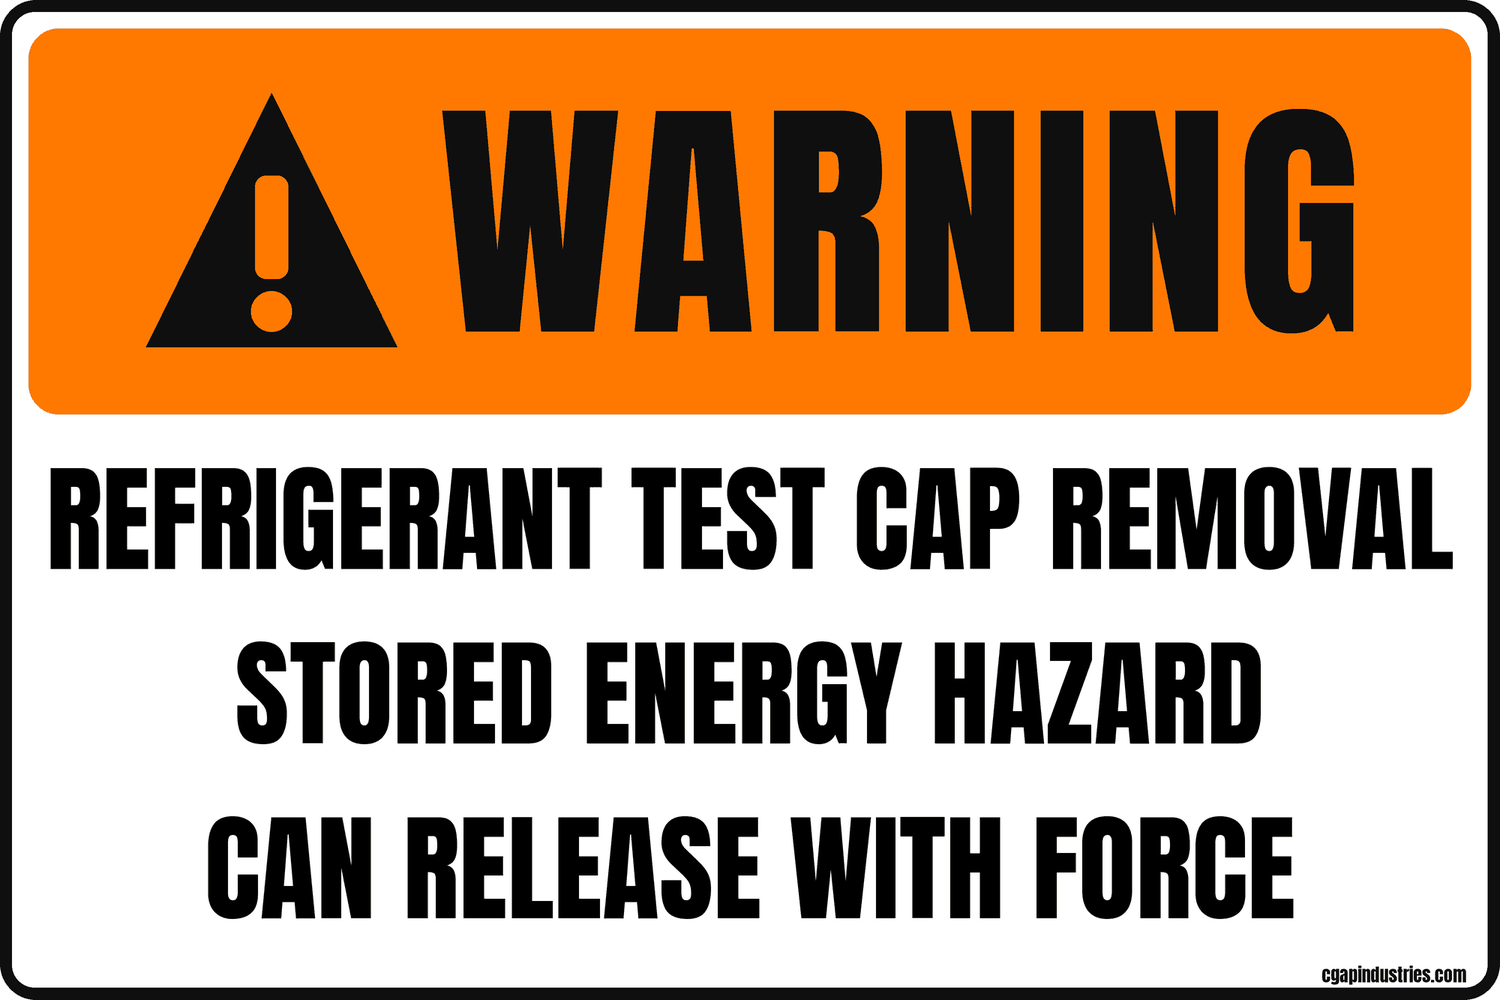 WARNING
REFRIGERANT TEST CAP REMOVAL
STORED ENERGY HAZARD
CAN RELEASE WITH FORCE
cgapindustries.com